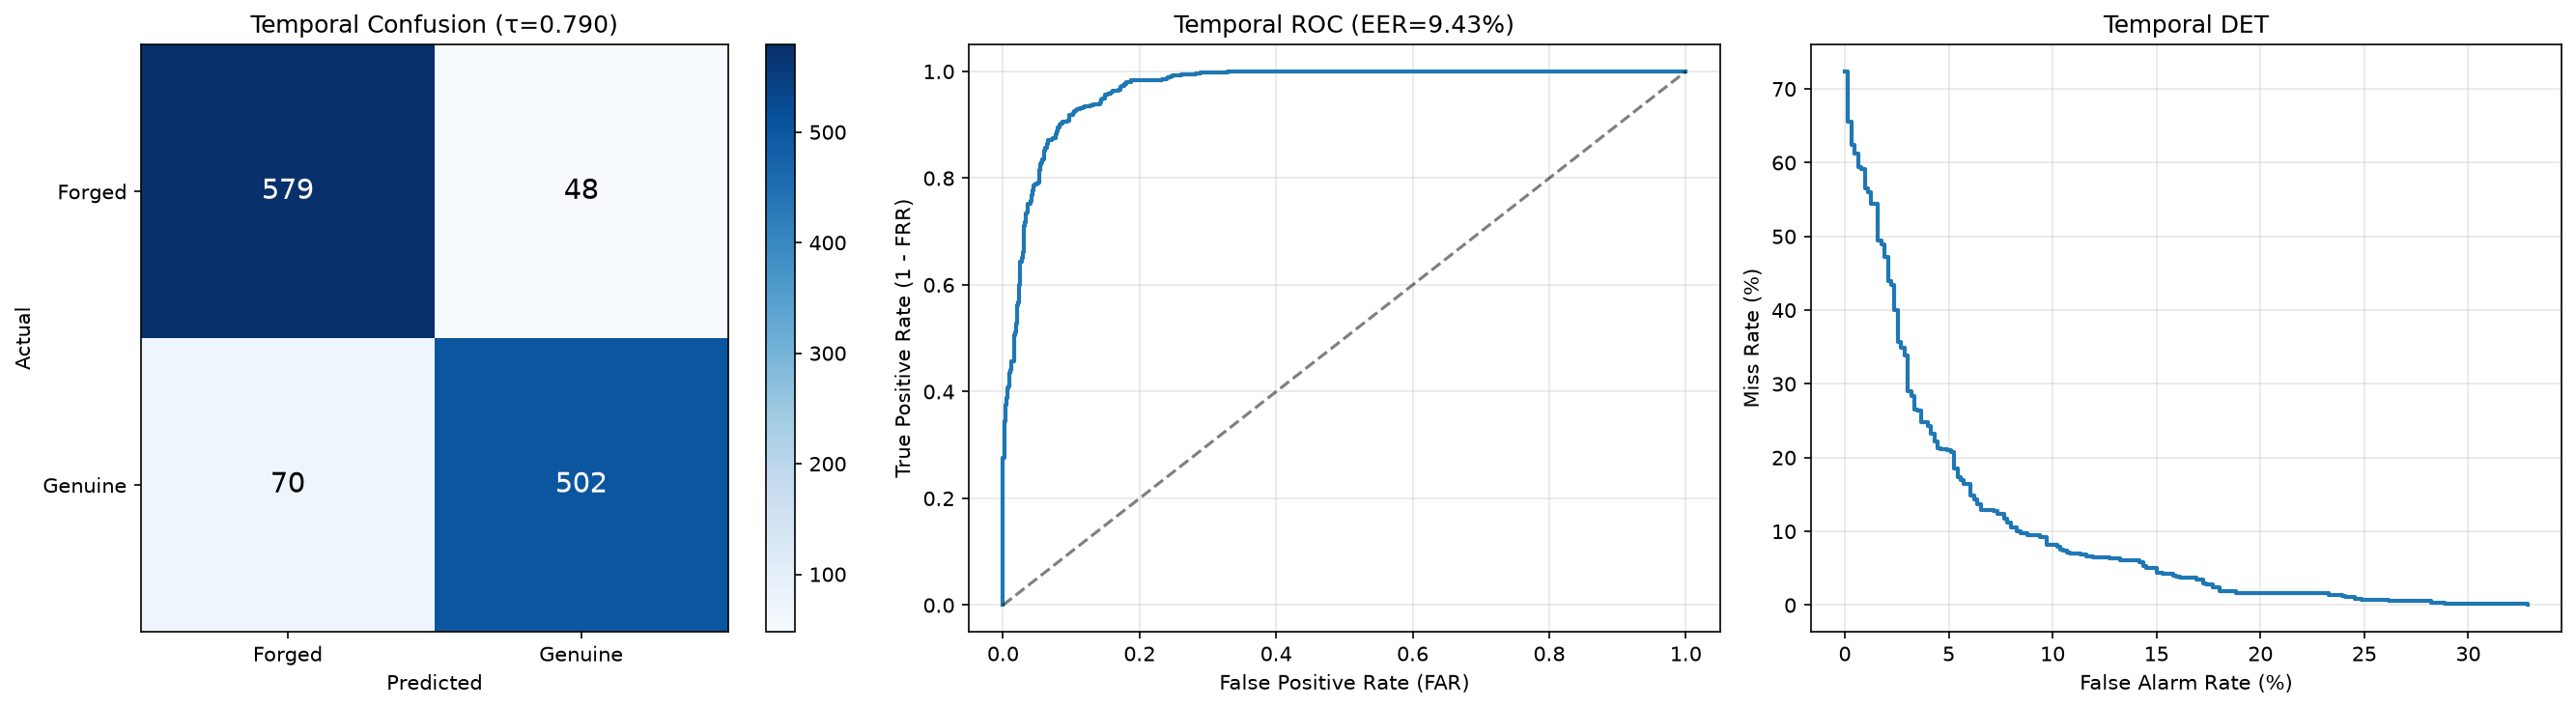 Temporal Confusion (τ=0.790)
Actual
Forged
Genuine
579
48
70
502
Forged
Genuine
Predicted
500
400
300
200
100
Temporal ROC (EER=9.43%)
True Positive Rate (1 - FRR)
1.0
0.8
0.6
0.4
0.2
0.0
0.0
0.2
0.4
0.6
0.8
1.0
False Positive Rate (FAR)
Temporal DET
Miss Rate (%)
70
60
50
40
30
20
10
0
0
5
10
15
20
25
30
False Alarm Rate (%)